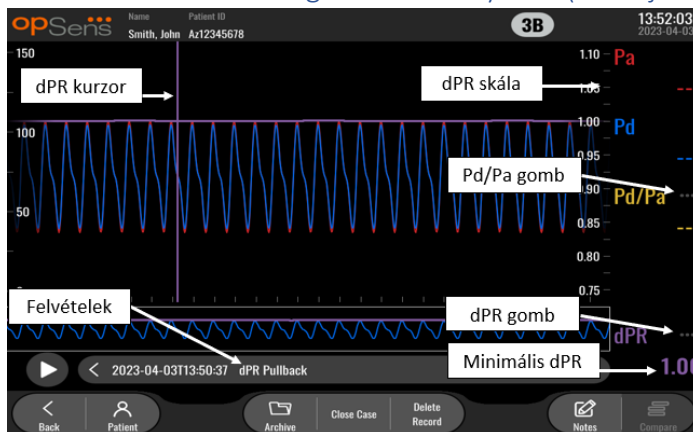 opSens
Name Patient ID
Smith, John Az12345678
3B
13:52:03
2023-04-03
150
100
50
dPR kurzor
dPR skála
1.10
1.05
1.00
0.95
0.90
0.85
0.80
0.75
Pa
--
Pd
--
Pd/Pa gomb
Pd/Pa
--
Felvételek
dPR gomb
dPR
Minimális dPR
1.00
2023-04-03T13:50:37 dPR Pullback
Back
Patient
Archive
Close Case
Delete
Record
Notes
Compare